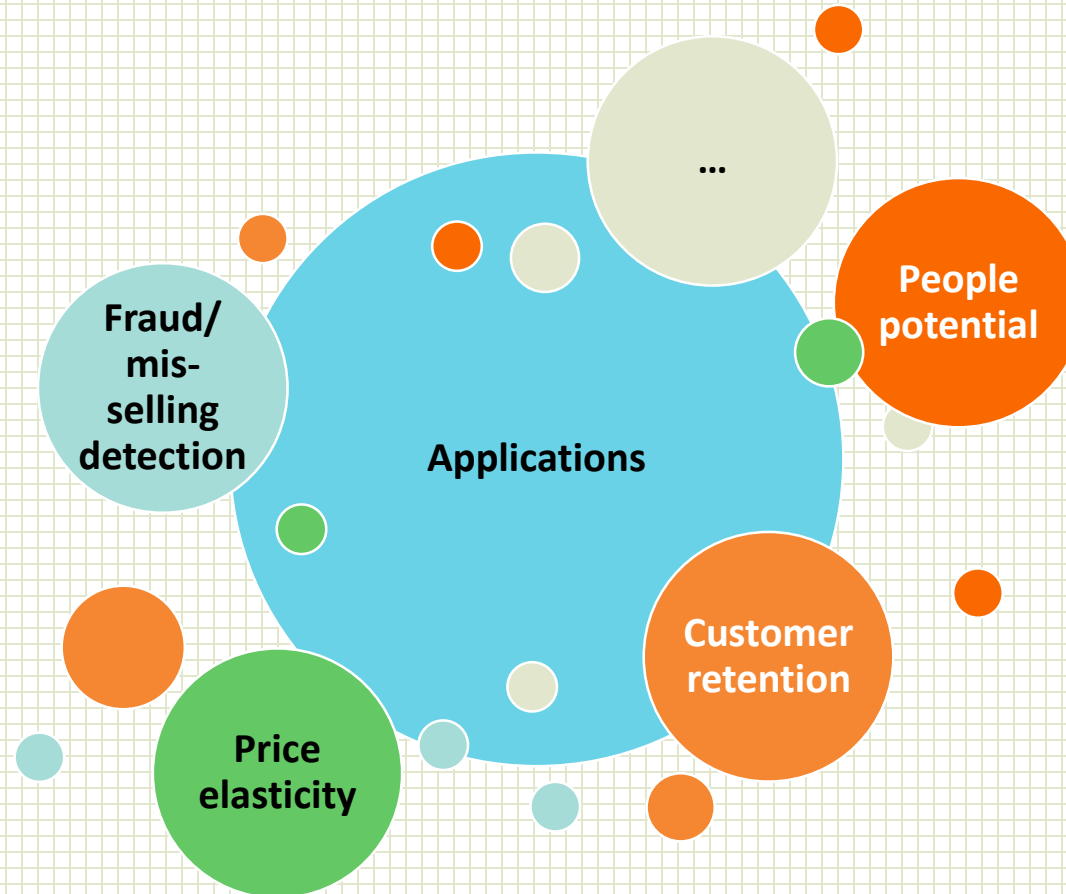 ...
People
potential
Fraud/
mis-
selling
detection
Applications
Customer
retention
Price
elasticity